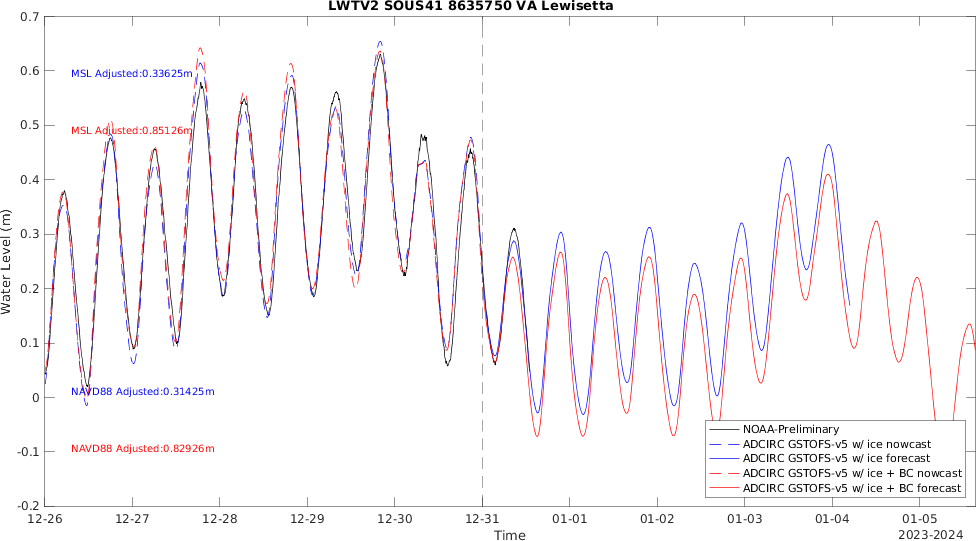 LWTV2 SOUS41 8635750 VA Lewisetta
0.7
0.6
0.5
0.4
0.3
0.2
0.1
0
-0.1
-0.2
Water Level (m)
MSL Adjusted:0.33625m
MSL Adjusted:0.85126m
NAVD88 Adjusted:0.31425m
NAVD88 Adjusted:0.82926m
NOAA-Preliminary
ADCIRC GSTOFS-v5 w/ ice nowcast
ADCIRC GSTOFS-v5 w/ ice forecast
ADCIRC GSTOFS-v5 w/ ice + BC nowcast
ADCIRC GSTOFS-v5 w/ ice + BC forecast
12-26 12-27 12-28 12-29 12-30 12-31 01-01 01-02 01-03 01-04 01-05
Time
2023-2024